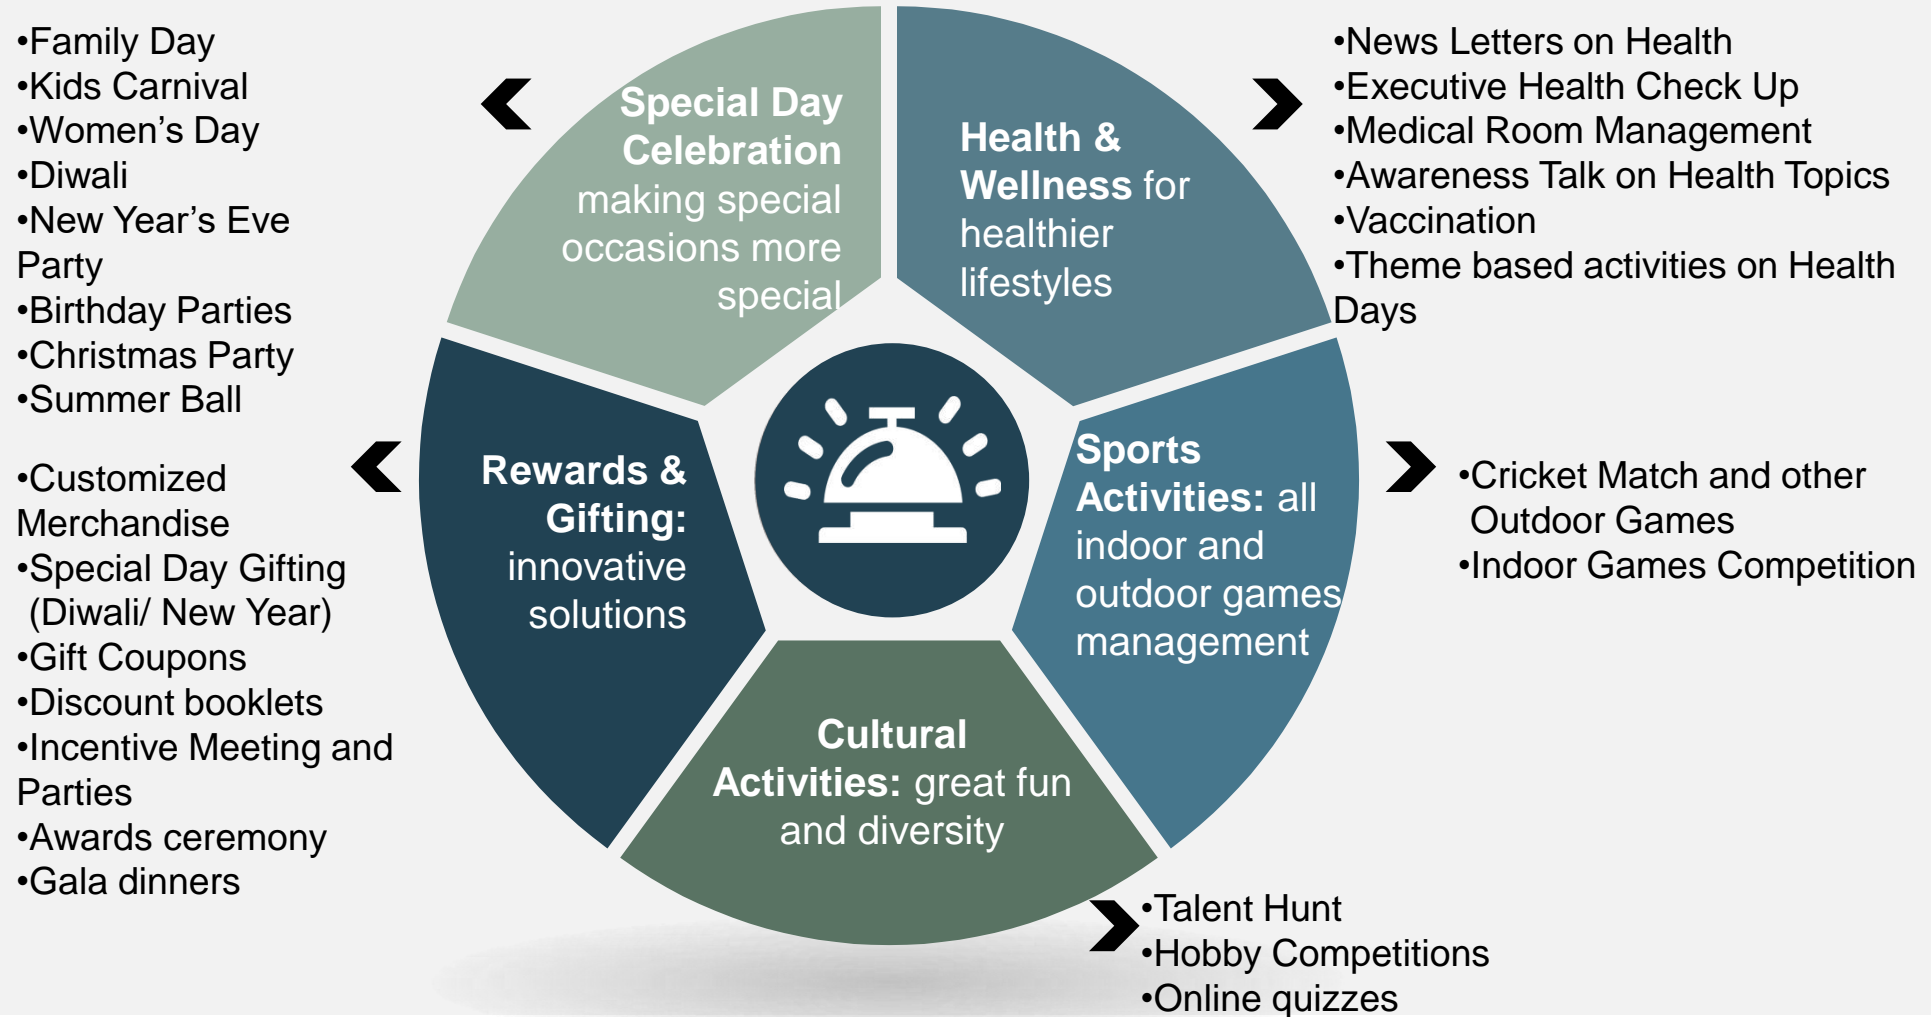 •Family Day
•Kids Carnival
•Women’s Day
•Diwali
•New Year’s Eve
Party
•Birthday Parties
•Christmas Party
•Summer Ball
Special Day
Celebration
making special
occasions more
special
Health &
Wellness for
healthier
lifestyles
•News Letters on Health
•Executive Health Check Up
•Medical Room Management
•Awareness Talk on Health Topics
•Vaccination
•Theme based activities on Health
Days
•Customized
Merchandise
•Special Day Gifting
(Diwali/ New Year)
•Gift Coupons
•Discount booklets
•Incentive Meeting and
Parties
•Awards ceremony
•Gala dinners
Rewards &
Gifting:
innovative
solutions
Sports
Activities: all
indoor and
outdoor games
management
•Cricket Match and other
Outdoor Games
•Indoor Games Competition
Cultural
Activities: great fun
and diversity
•Talent Hunt
•Hobby Competitions
•Online quizzes